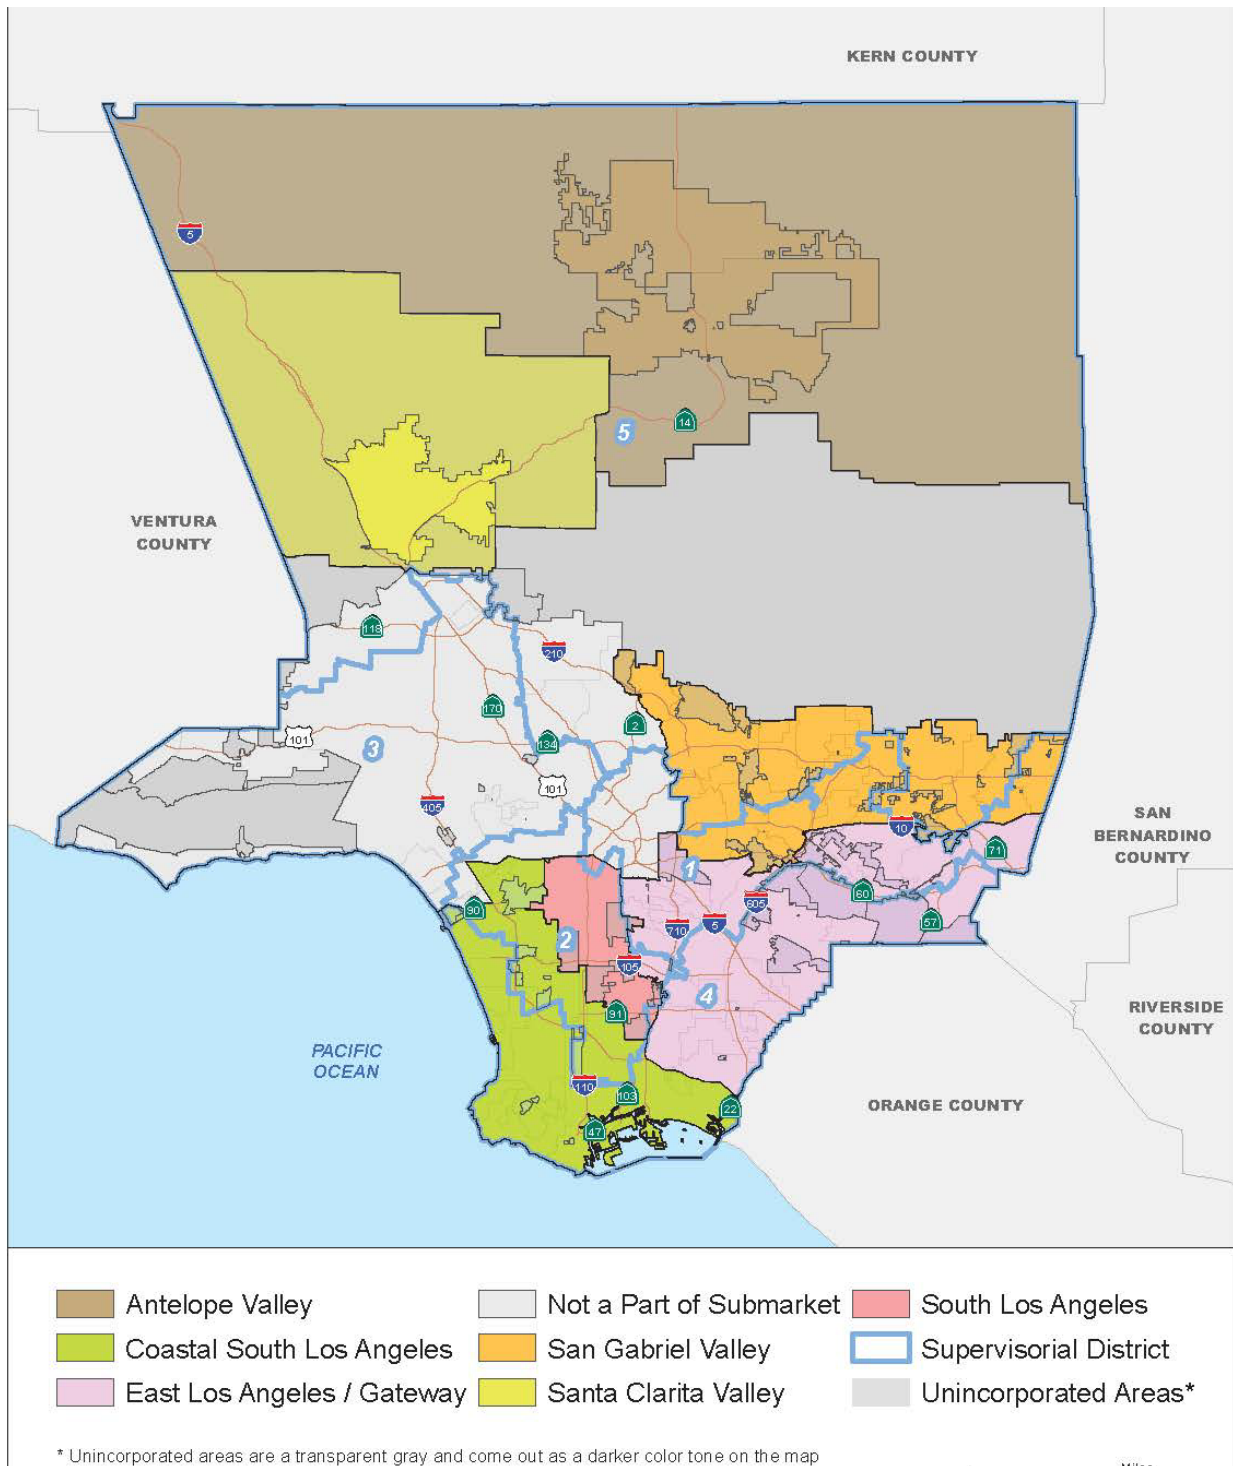 KERN COUNTY
5
14
5
VENTURA
COUNTY
118
210
170
2
134
101
3
101
405
10
SAN
BERNARDINO
COUNTY
71
1
60
605
90
57
710
5
2
105
4
91
RIVERSIDE
COUNTY
PACIFIC
OCEAN
110
103
22
ORANGE COUNTY
47
Antelope Valley
Not a Part of Submarket
South Los Angeles
Coastal South Los Angeles
San Gabriel Valley
Supervisorial District
East Los Angeles / Gateway
Santa Clarita Valley
Unincorporated Areas*
* Unincorporated areas are a transparent gray and come out as a darker color tone on the map